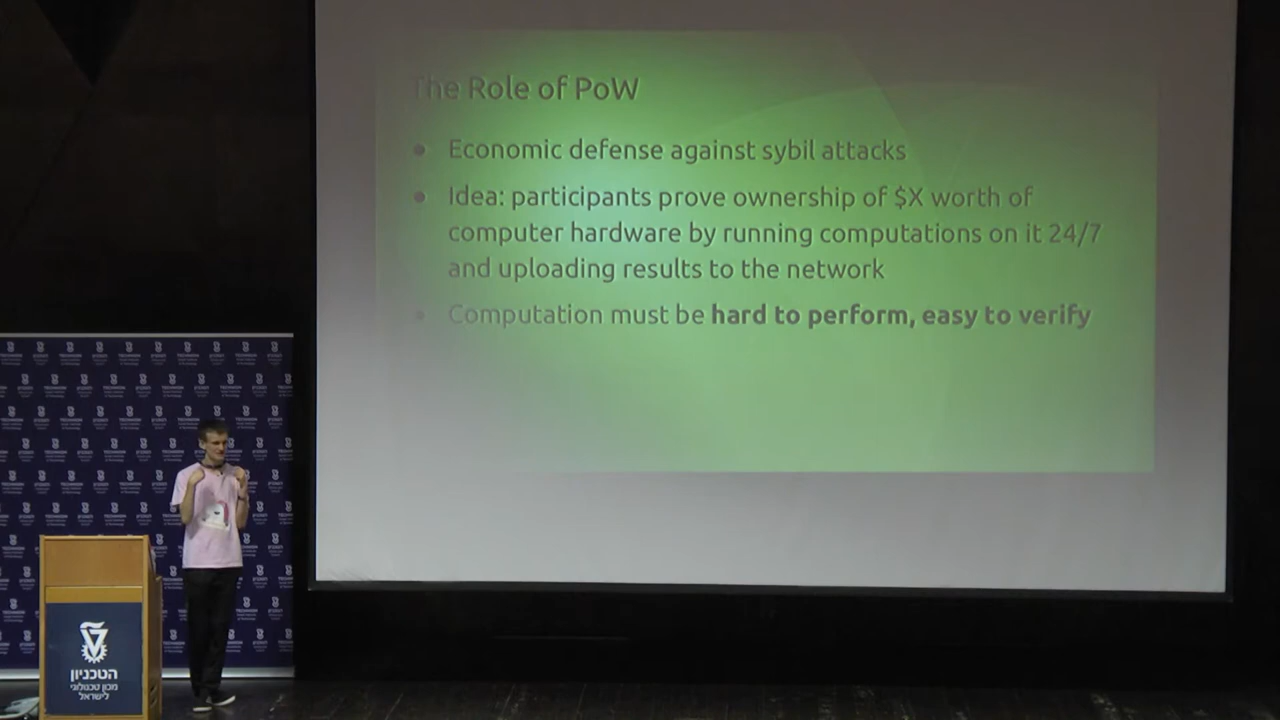 The Role of PoW
Economic defense against sybil attacks
Idea: participants prove ownership of $X worth of
computer hardware by running computations on it 24/7
and uploading results to the network
Computation must be hard to perform, easy to verify
הטכניון
מכון טכנולוגי
לישראל